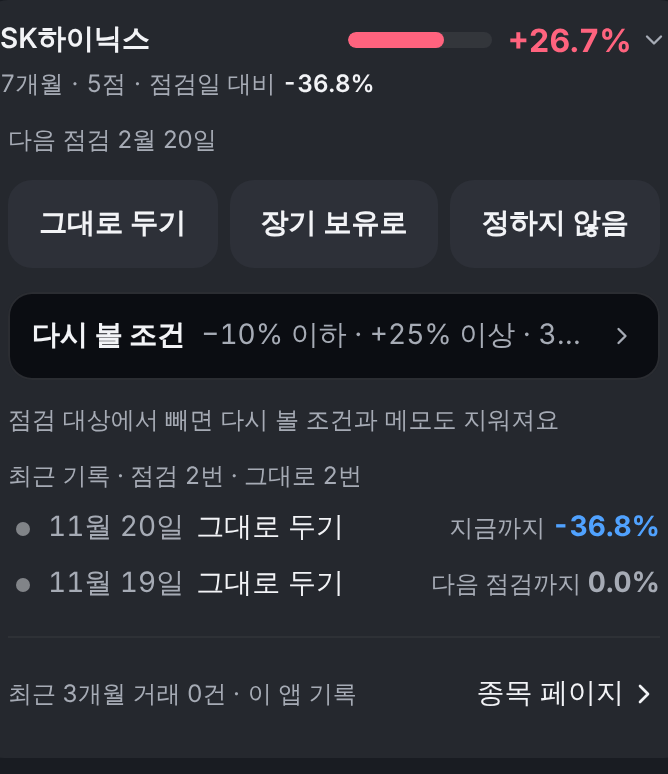 SK하이닉스 +26.7%
7개월 · 5점 · 점검일 대비 -36.8%
다음 점검 2월 20일
그대로 두기 장기 보유로 정하지 않음
다시 볼 조건 −10% 이하 · +25% 이상 · 3...
점검 대상에서 빼면 다시 볼 조건과 메모도 지워져요
최근 기록 · 점검 2번 · 그대로 2번
11월 20일 그대로 두기 지금까지 -36.8%
11월 19일 그대로 두기 다음 점검까지 0.0%
최근 3개월 거래 0건 · 이 앱 기록 종목 페이지